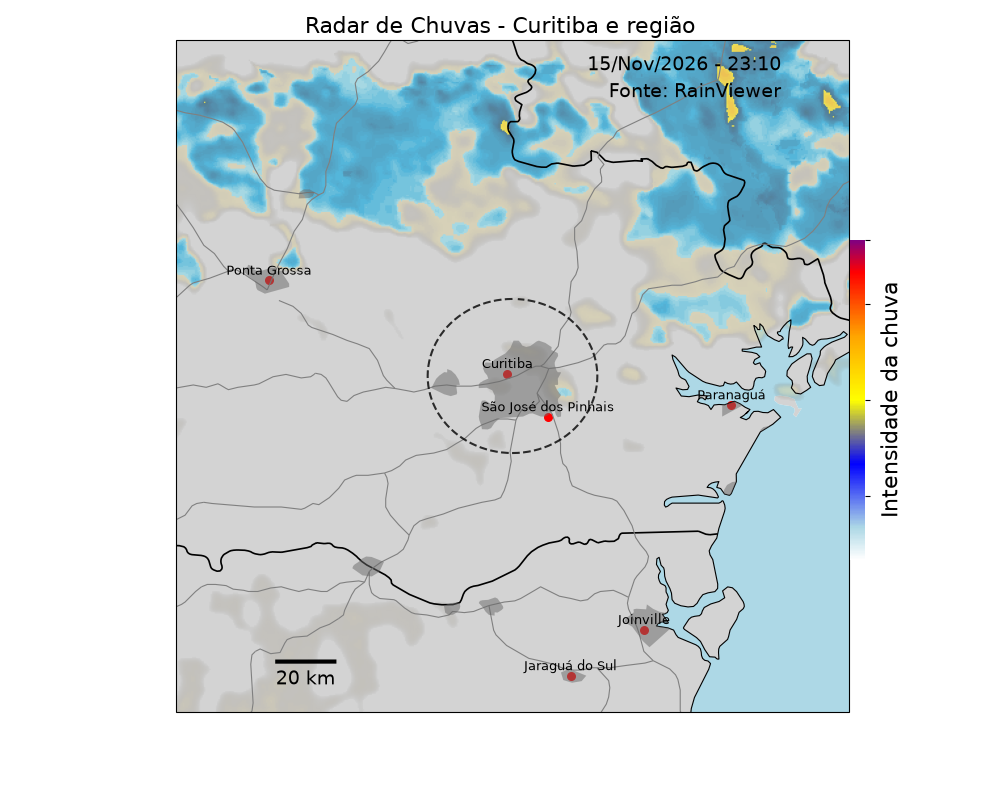 Radar de Chuvas - Curitiba e região
15/Nov/2026 - 23:10
Fonte: RainViewer
Ponta Grossa
Curitiba
São José dos Pinhais
Paranaguá
Joinville
Jaraguá do Sul
20 km
Intensidade da chuva